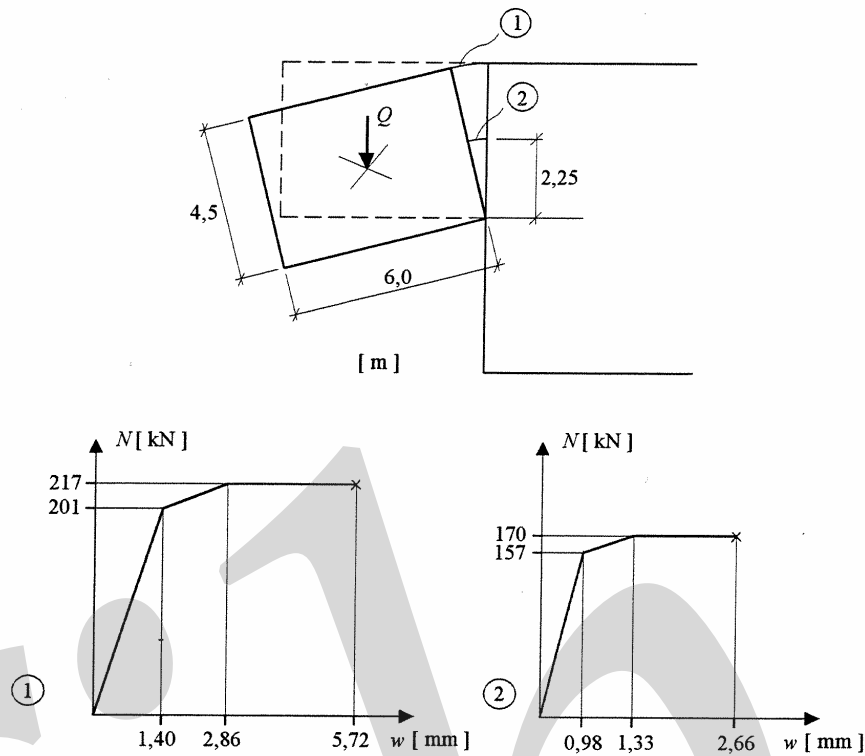 1
2
Q
2,25
4,5
6,0
[ m ]
N [ kN ]
217
201
1
1,40 2,86 5,72 w [ mm ]
N [ kN ]
170
157
2
0,98 1,33 2,66 w [ mm ]